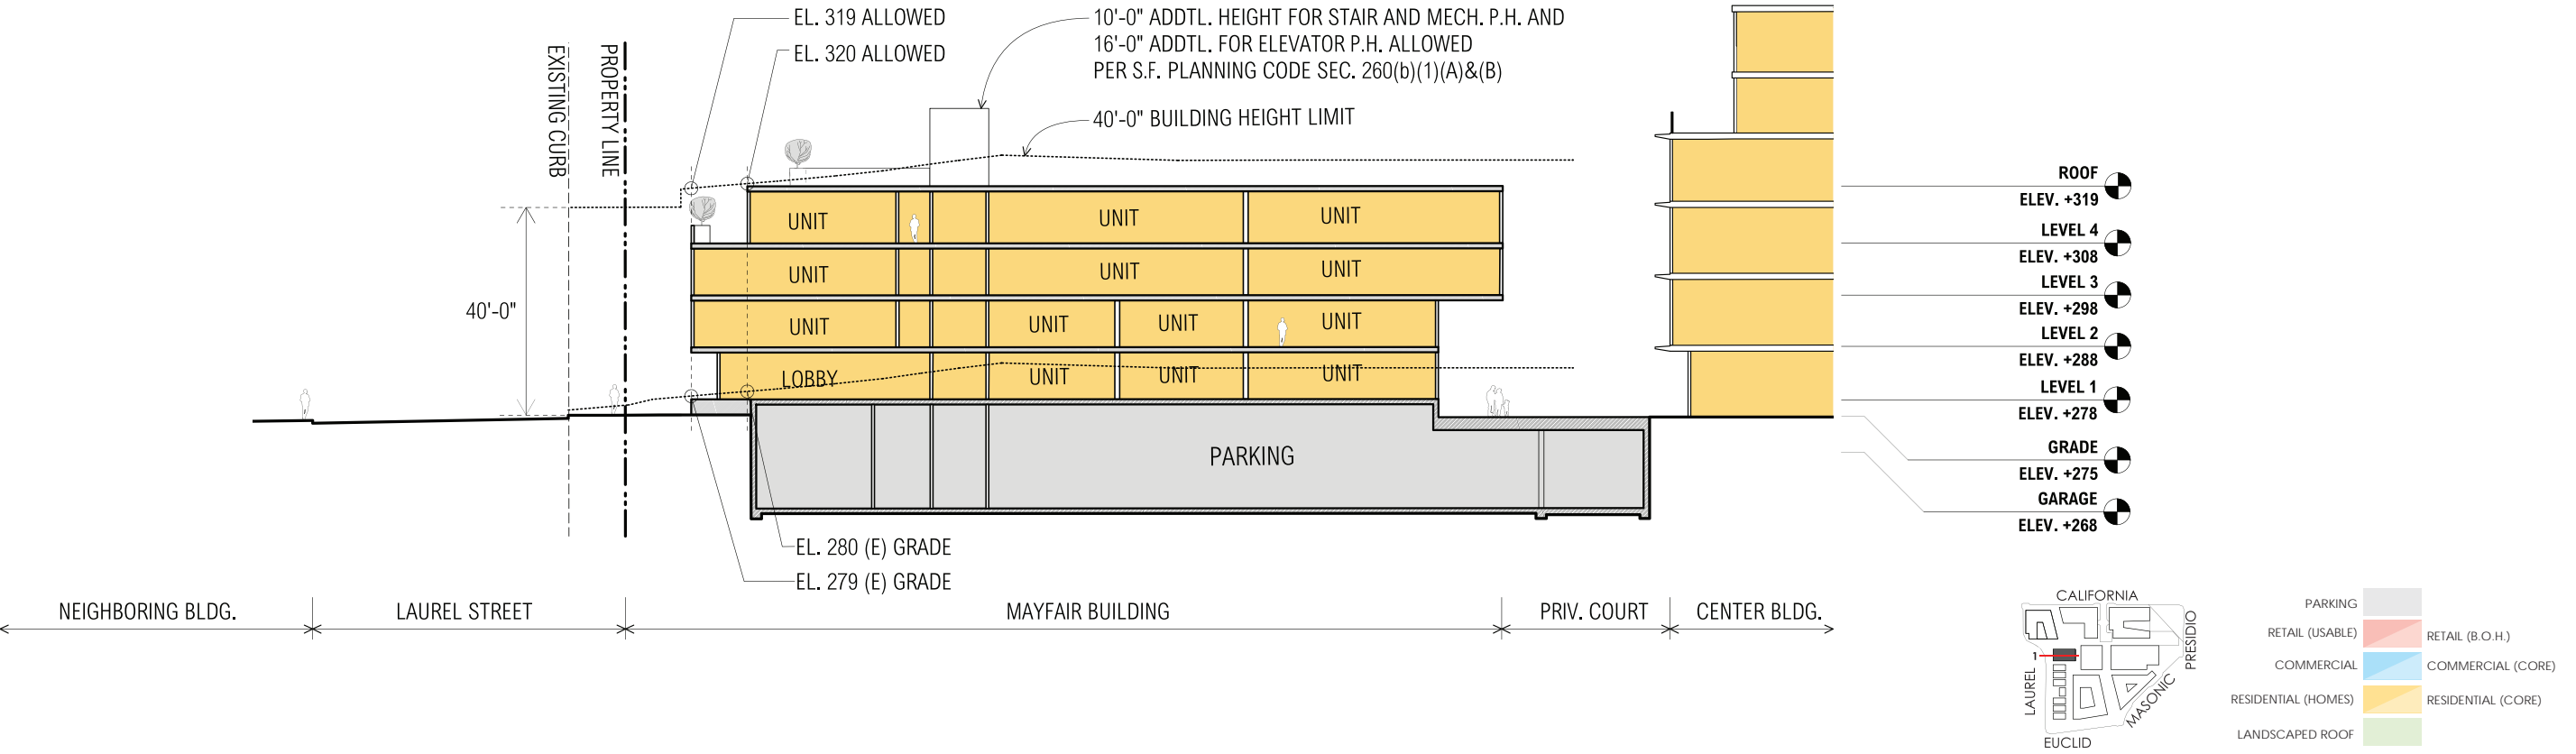 EL. 319 ALLOWED
EL. 320 ALLOWED
10'-0" ADDTL. HEIGHT FOR STAIR AND MECH. P.H. AND
16'-0" ADDTL. FOR ELEVATOR P.H. ALLOWED
PER S.F. PLANNING CODE SEC. 260(b)(1)(A)&(B)
40'-0" BUILDING HEIGHT LIMIT
EXISTING CURB
PROPERTY LINE
40'-0"
UNIT
UNIT
UNIT
UNIT
UNIT
UNIT
UNIT
UNIT
UNIT
UNIT
LOBBY
UNIT
UNIT
UNIT
PARKING
EL. 280 (E) GRADE
EL. 279 (E) GRADE
ROOF
ELEV. +319
LEVEL 4
ELEV. +308
LEVEL 3
ELEV. +298
LEVEL 2
ELEV. +288
LEVEL 1
ELEV. +278
GRADE
ELEV. +275
GARAGE
ELEV. +268
NEIGHBORING BLDG.
LAUREL STREET
MAYFAIR BUILDING
PRIV. COURT
CENTER BLDG.
CALIFORNIA
PRESIDIO
1
LAUREL
MASONIC
EUCLID
PARKING
RETAIL (USABLE)
RETAIL (B.O.H.)
COMMERCIAL
COMMERCIAL (CORE)
RESIDENTIAL (HOMES)
RESIDENTIAL (CORE)
LANDSCAPED ROOF